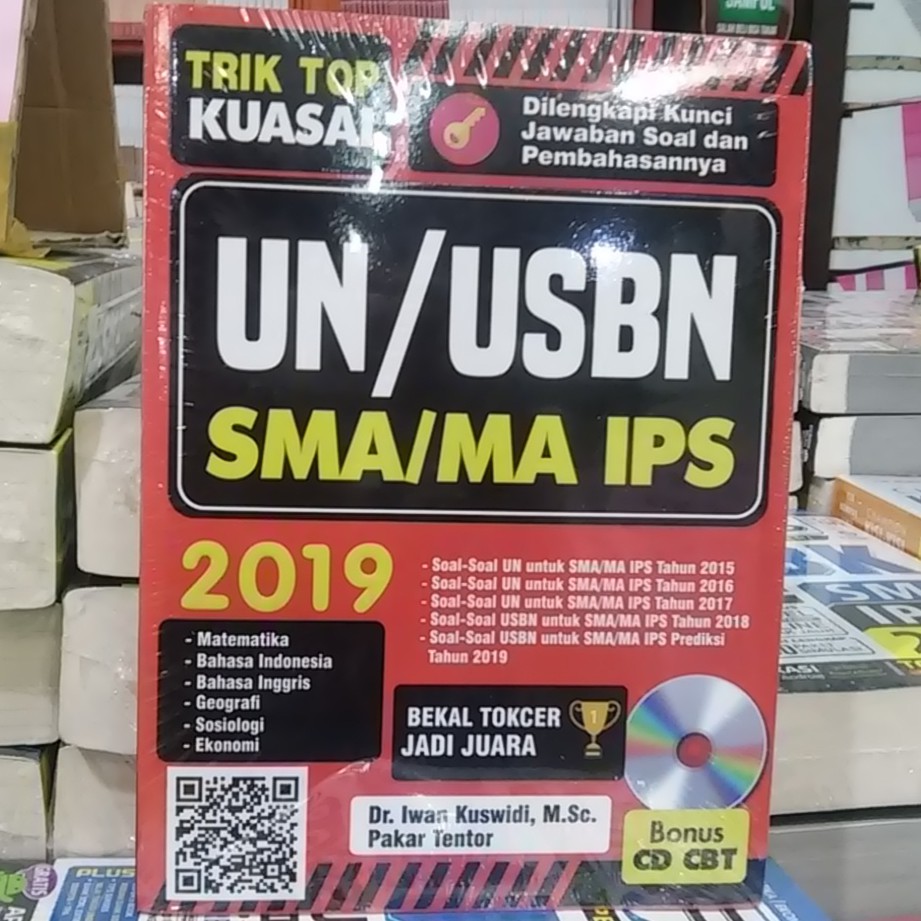 TRIK TOP
KUASAI
Dilengkapi Kunci
Jawaban Soal dan
Pembahasannya
UN/USBN
SMA/MA IPS
2019
- Soal-Soal UN untuk SMA/MA IPS Tahun 2015
- Soal-Soal UN untuk SMA/MA IPS Tahun 2016
- Soal-Soal UN untuk SMA/MA IPS Tahun 2017
- Soal-Soal USBN untuk SMA/MA IPS Tahun 2018
- Soal-Soal USBN untuk SMA/MA IPS Prediksi
Tahun 2019
- Matematika
- Bahasa Indonesia
- Bahasa Inggris
- Geografi
- Sosiologi
- Ekonomi
BEKAL TOKCER
JADI JUARA
1
Dr. Iwan Kuswidi, M.Sc.
Pakar Tentor
Bonus
CD CBT
GRATIS
PLUS